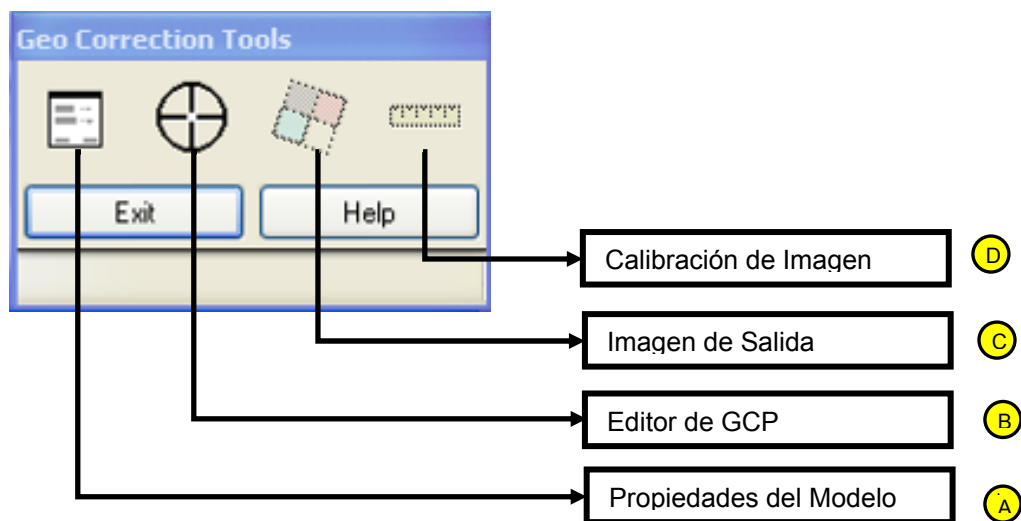 Geo Correction Tools
Exit
Help
Calibración de Imagen
D
Imagen de Salida
C
Editor de GCP
B
Propiedades del Modelo
A